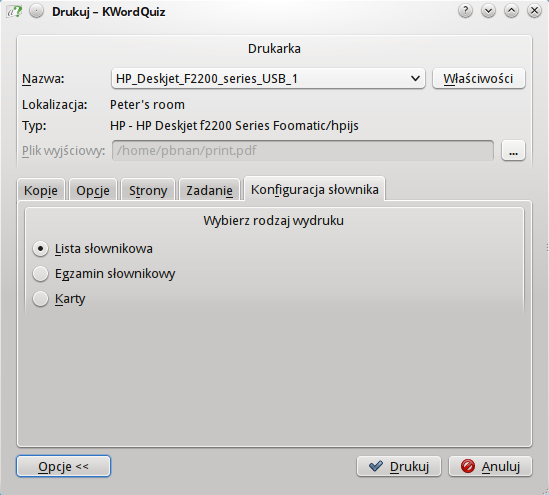 Drukuj – KWordQuiz
Drukarka
Nazwa: HP_Deskjet_F2200_series_USB_1 Właściwości
Lokalizacja: Peter's room
Typ: HP - HP Deskjet f2200 Series Foomatic/hpijs
Plik wyjściowy: /home/pbnan/print.pdf ...
Kopie Opcje Strony Zadanie Konfiguracja słownika
Wybierz rodzaj wydruku
Lista słownikowa
Egzamin słownikowy
Karty
Opcje << Drukuj Anuluj